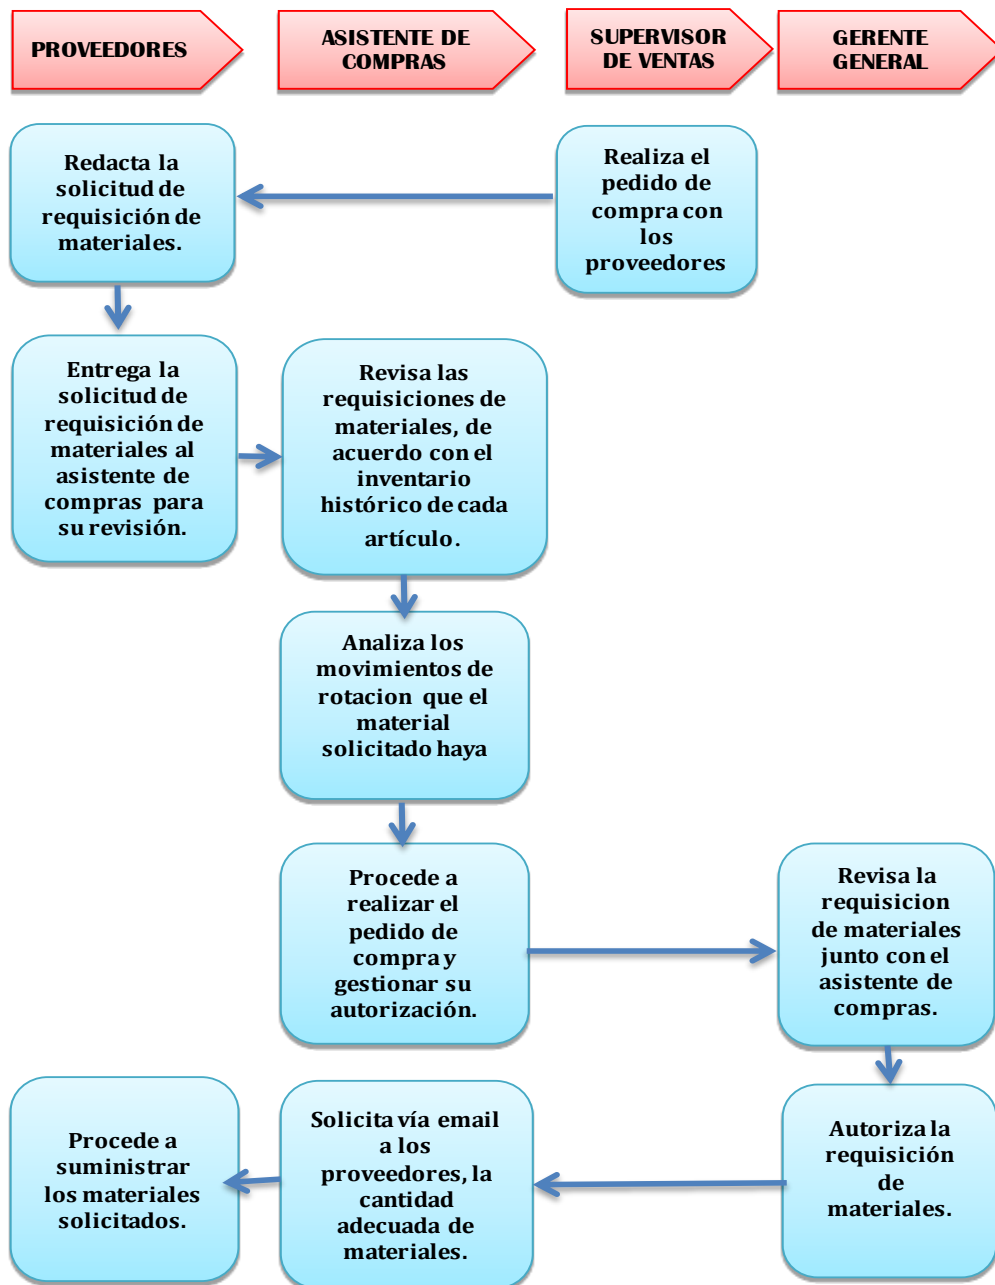 PROVEEDORES
ASISTENTE DE
COMPRAS
SUPERVISOR
DE VENTAS
GERENTE
GENERAL
Redacta la
solicitud de
requisición de
materiales.
Realiza el
pedido de
compra con
los
proveedores
Entrega la
solicitud de
requisición de
materiales al
asistente de
compras para
su revisión.
Revisa las
requisiciones de
materiales, de
acuerdo con el
inventario
histórico de cada
artículo.
Analiza los
movimientos de
rotacion que el
material
solicitado haya
Procede a
realizar el
pedido de
compra y
gestionar su
autorización.
Revisa la
requisicion
de materiales
junto con el
asistente de
compras.
Procede a
suministrar
los materiales
solicitados.
Solicita vía email
a los
proveedores, la
cantidad
adecuada de
materiales.
Autoriza la
requisición
de
materiales.